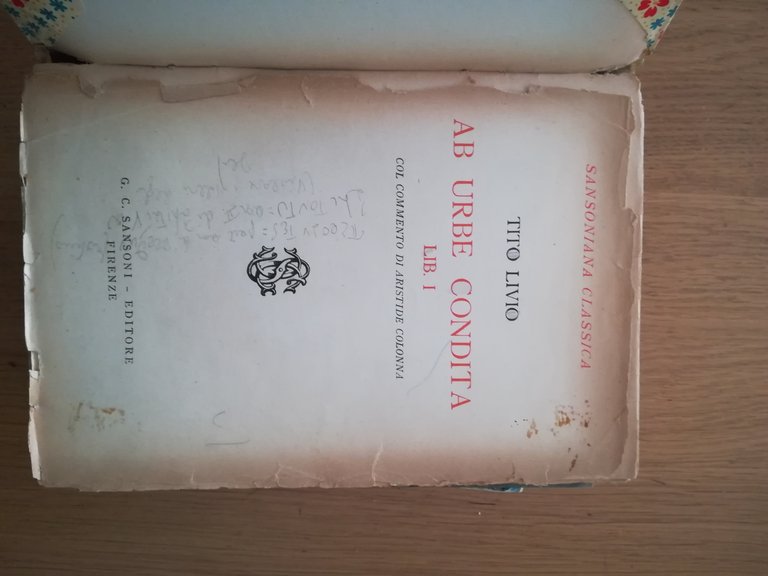 SANSONIANA CLASSICA
TITO LIVIO
AB URBE CONDITA
LIB. I
COL COMMENTO DI ARISTIDE COLONNA
G. C. SANSONI - EDITORE
FIRENZE